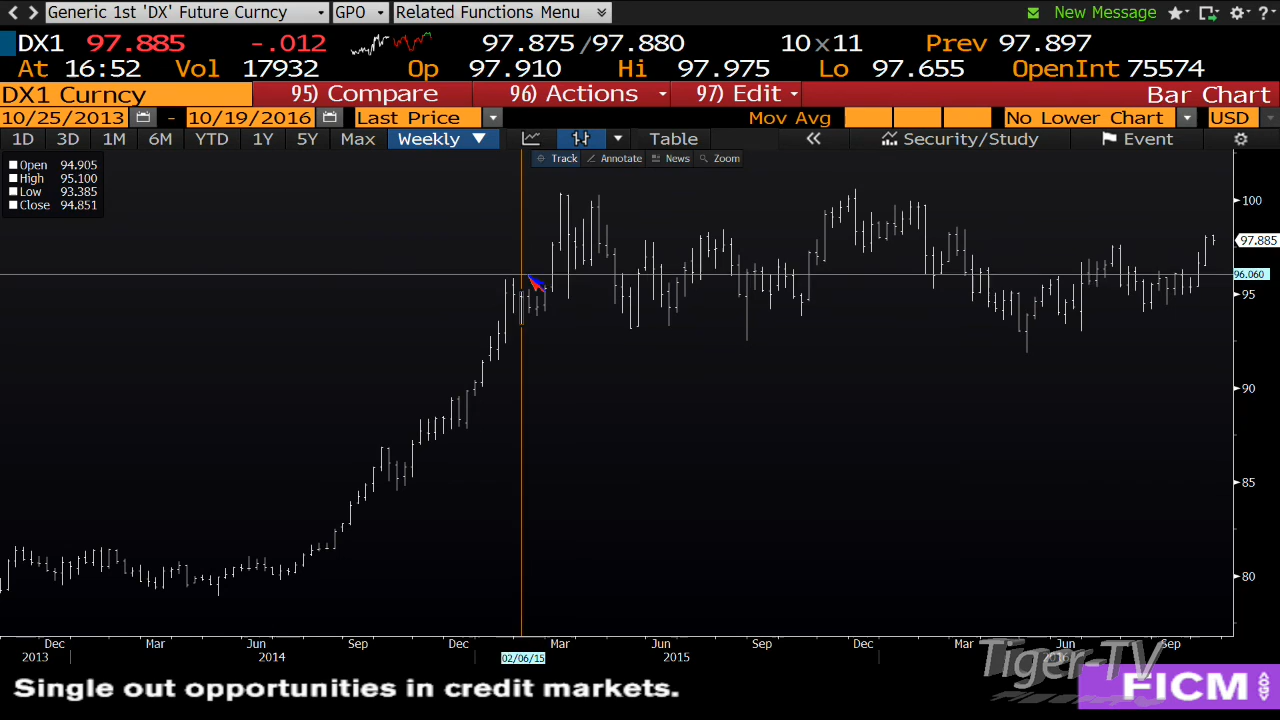 Generic 1st 'DX' Future Curncy GPO Related Functions Menu New Message
DX1 97.885 -.012 97.875 /97.880 10 x 11 Prev 97.897
At 16:52 Vol 17932 Op 97.910 Hi 97.975 Lo 97.655 OpenInt 75574
DX1 Curncy 95) Compare 96) Actions 97) Edit Bar Chart
10/25/2013 - 10/19/2016 Last Price Mov Avg No Lower Chart USD
1D 3D 1M 6M YTD 1Y 5Y Max Weekly Table Security/Study Event
Track Annotate News Zoom
Open 94.905
High 95.100
Low 93.385
Close 94.851
100
97.885
96.060
95
90
85
80
Dec Mar Jun Sep Dec Mar Jun Sep Dec Mar Jun Sep
2013 2014 02/06/15 2015 2016
Tiger-TV
Single out opportunities in credit markets.
FICM